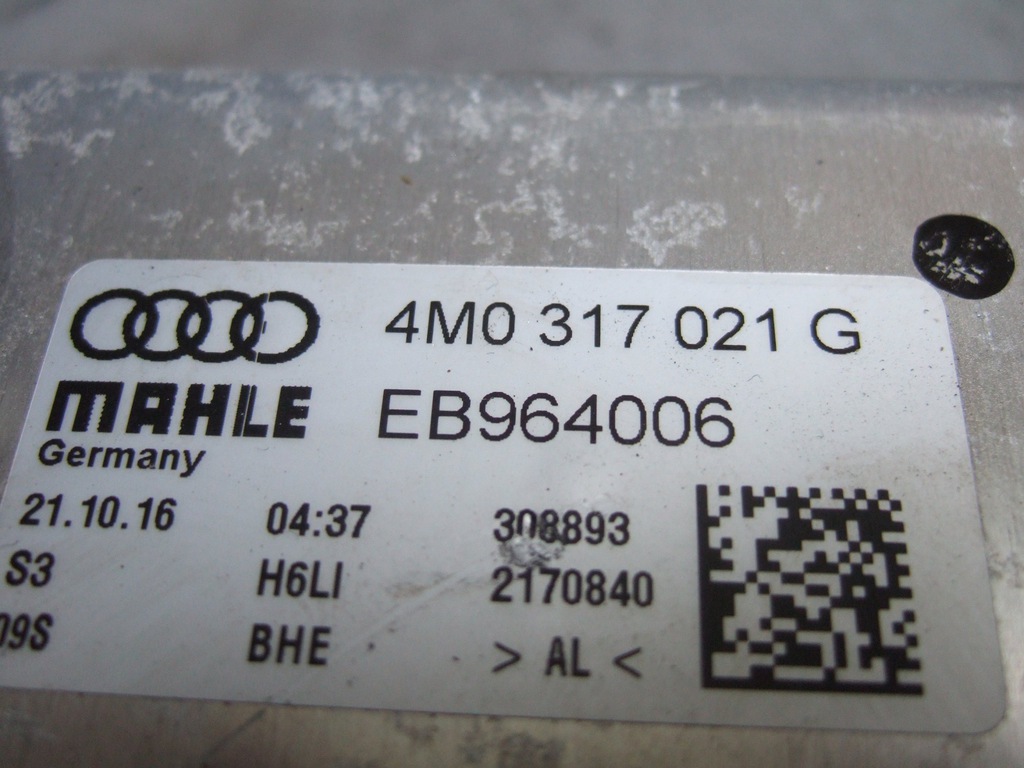 4M0 317 021 G
MAHLE EB964006
Germany
21.10.16 04:37 308893
S3 H6LI 2170840
09S BHE > AL <